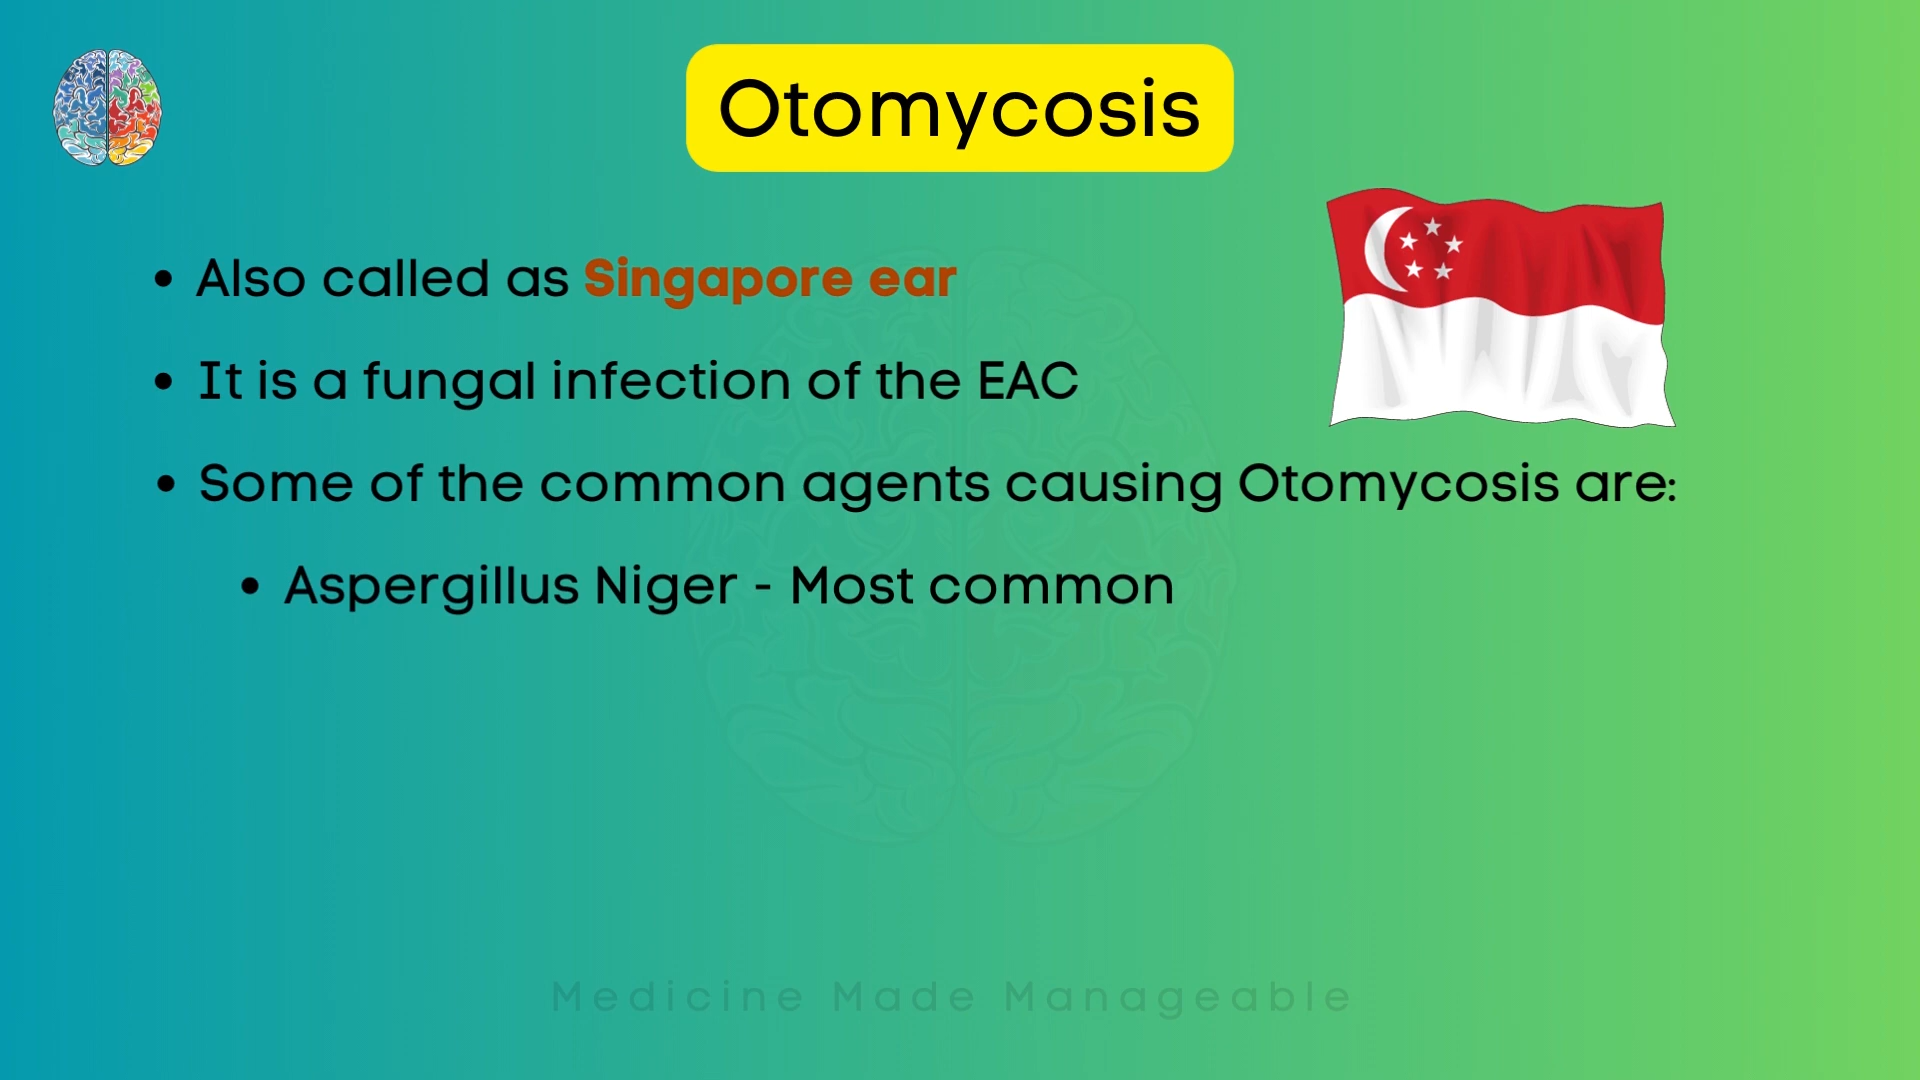 Otomycosis
• Also called as Singapore ear
• It is a fungal infection of the EAC
• Some of the common agents causing Otomycosis are:
• Aspergillus Niger - Most common
Medicine Made Manageable